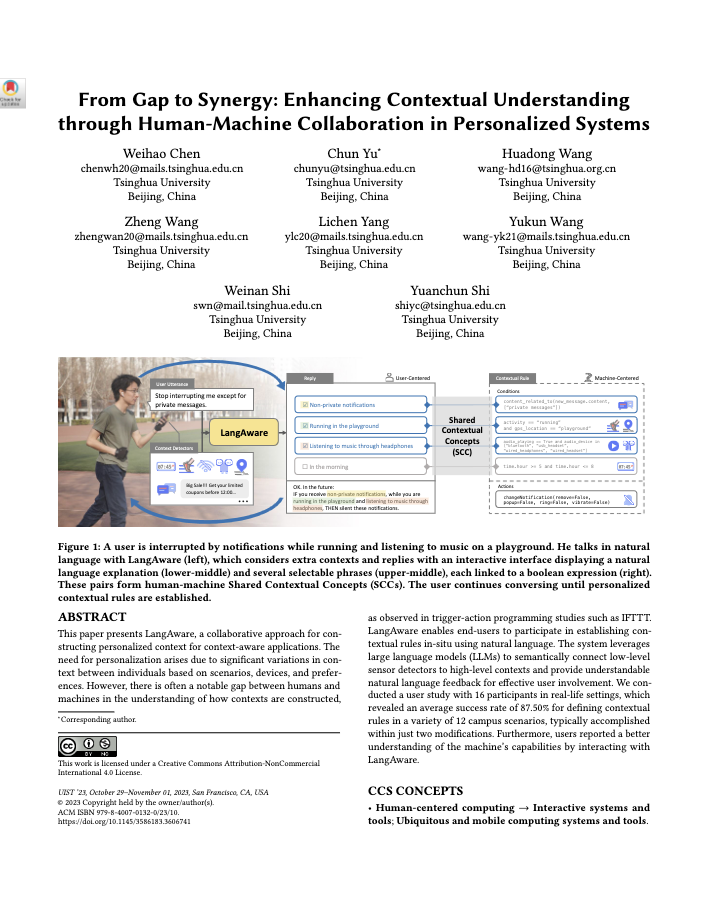 Check for updates
From Gap to Synergy: Enhancing Contextual Understanding
through Human-Machine Collaboration in Personalized Systems
Weihao Chen
chenwh20@mails.tsinghua.edu.cn
Tsinghua University
Beijing, China
Chun Yu*
chunyu@tsinghua.edu.cn
Tsinghua University
Beijing, China
Huadong Wang
wang-hd16@tsinghua.org.cn
Tsinghua University
Beijing, China
Zheng Wang
zhengwan20@mails.tsinghua.edu.cn
Tsinghua University
Beijing, China
Lichen Yang
ylc20@mails.tsinghua.edu.cn
Tsinghua University
Beijing, China
Yukun Wang
wang-yk21@mails.tsinghua.edu.cn
Tsinghua University
Beijing, China
Weinan Shi
swn@mail.tsinghua.edu.cn
Tsinghua University
Beijing, China
Yuanchun Shi
shiyc@tsinghua.edu.cn
Tsinghua University
Beijing, China
User Utterance
Stop interrupting me except for
private messages.
LangAware
Context Detectors
07:45
Big Sale!!! Get your limited
coupons before 12:00...
Reply
User-Centered
Non-private notifications
Running in the playground
Listening to music through headphones
In the morning
OK. In the future:
IF you receive non-private notifications, while you are
running in the playground and listening to music through
headphones, THEN silent these notifications.
Shared
Contextual
Concepts
(SCC)
Contextual Rule
Machine-Centered
Conditions
content_related_to(new_message.content,
["private messages"])
activity == "running"
and gps_location == "playground"
audio_playing == True and audio_device in
["bluetooth", "usb_headset",
"wired_headphone", "wired_headset"]
time.hour >= 5 and time.hour <= 8
07:45
Actions
changeNotification(remove=False,
popup=False, ring=False, vibrate=False)
Figure 1: A user is interrupted by notifications while running and listening to music on a playground. He talks in natural
language with LangAware (left), which considers extra contexts and replies with an interactive interface displaying a natural
language explanation (lower-middle) and several selectable phrases (upper-middle), each linked to a boolean expression (right).
These pairs form human-machine Shared Contextual Concepts (SCCs). The user continues conversing until personalized
contextual rules are established.
ABSTRACT
This paper presents LangAware, a collaborative approach for con-
structing personalized context for context-aware applications. The
need for personalization arises due to significant variations in con-
text between individuals based on scenarios, devices, and prefer-
ences. However, there is often a notable gap between humans and
machines in the understanding of how contexts are constructed,
*Corresponding author.
CC BY NC
This work is licensed under a Creative Commons Attribution-NonCommercial
International 4.0 License.
UIST '23, October 29–November 01, 2023, San Francisco, CA, USA
© 2023 Copyright held by the owner/author(s).
ACM ISBN 979-8-4007-0132-0/23/10.
https://doi.org/10.1145/3586183.3606741
as observed in trigger-action programming studies such as IFTTT.
LangAware enables end-users to participate in establishing con-
textual rules in-situ using natural language. The system leverages
large language models (LLMs) to semantically connect low-level
sensor detectors to high-level contexts and provide understandable
natural language feedback for effective user involvement. We con-
ducted a user study with 16 participants in real-life settings, which
revealed an average success rate of 87.50% for defining contextual
rules in a variety of 12 campus scenarios, typically accomplished
within just two modifications. Furthermore, users reported a better
understanding of the machine's capabilities by interacting with
LangAware.
CCS CONCEPTS
• Human-centered computing → Interactive systems and
tools; Ubiquitous and mobile computing systems and tools.